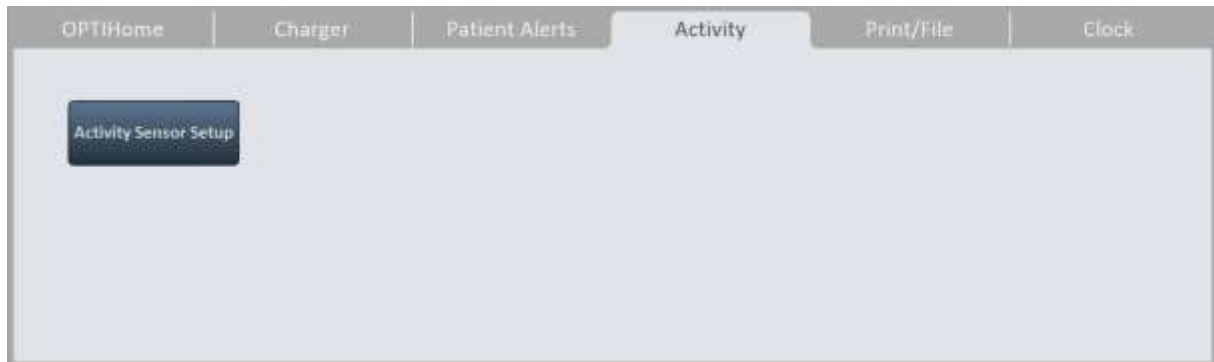 OPTIHome Charger Patient Alerts Activity Print/File Clock
Activity Sensor Setup